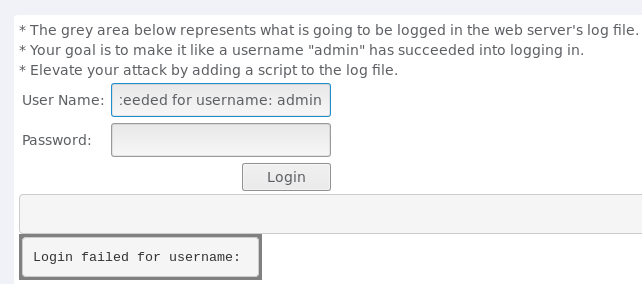 * The grey area below represents what is going to be logged in the web server's log file.
* Your goal is to make it like a username "admin" has succeeded into logging in.
* Elevate your attack by adding a script to the log file.
User Name: :eeded for username: admin
Password:
Login
Login failed for username: